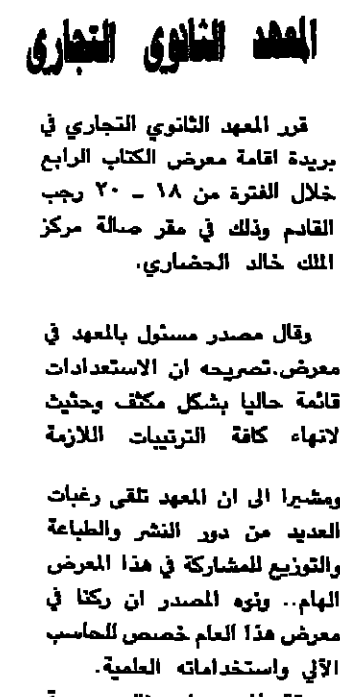 المعهد الثانوى التجارى
قرر المعهد الثانوي التجاري في
بريدة اقامة معرض الكتاب الرابع
خلال الفترة من ١٨ ـ ٢٠ رجب
القادم وذلك في مقر صالة مركز
الملك خالد الحضاري.
وقال مصدر مسئول بالمعهد في
معرض.تصريحه ان الاستعدادات
قائمة حاليا بشكل مكثف وحثيث
لانهاء كافة الترتيبات اللازمة
ومشيرا الى ان المعهد تلقى رغبات
العديد من دور النشر والطباعة
والتوزيع للمشاركة في هذا المعرض
الهام.. ونوه المصدر ان ركنا في
معرض هذا العام خصص للحاسب
الآلي واستخداماته العلمية.